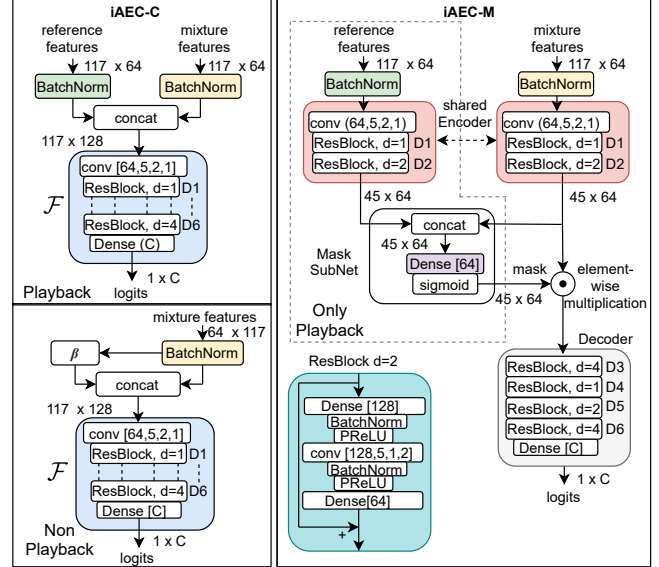 iAEC-C
reference
features
mixture
features
117 x 64
117 x 64
BatchNorm
BatchNorm
concat
117 x 128
conv [64,5,2,1]
ResBlock, d=1
D1
ℱ
ResBlock, d=4
D6
Dense (C)
1 x C
Playback
logits
mixture features
64 x 117
β
BatchNorm
concat
117 x 128
conv [64,5,2,1]
ResBlock, d=1
D1
ℱ
ResBlock, d=4
D6
Dense [C]
Non
Playback
1 x C
logits
iAEC-M
reference
features
mixture
features
117 x 64
117 x 64
BatchNorm
BatchNorm
shared
Encoder
conv (64,5,2,1)
ResBlock, d=1
D1
ResBlock, d=2
D2
conv (64,5,2,1)
ResBlock, d=1
D1
ResBlock, d=2
D2
45 x 64
45 x 64
concat
45 x 64
Mask
SubNet
Dense [64]
sigmoid
mask
45 x 64
element-
wise
multiplication
Only
Playback
Decoder
ResBlock, d=4
D3
ResBlock, d=1
D4
ResBlock, d=2
D5
ResBlock, d=4
D6
Dense [C]
1 x C
logits
ResBlock d=2
Dense [128]
BatchNorm
PReLU
conv [128,5,1,2]
BatchNorm
PReLU
Dense[64]
+